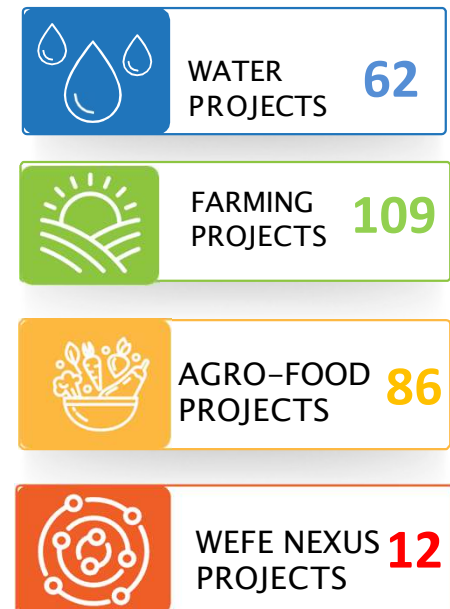 WATER
PROJECTS
62
FARMING
PROJECTS
109
AGRO-FOOD
PROJECTS
86
WEFE NEXUS
PROJECTS
12